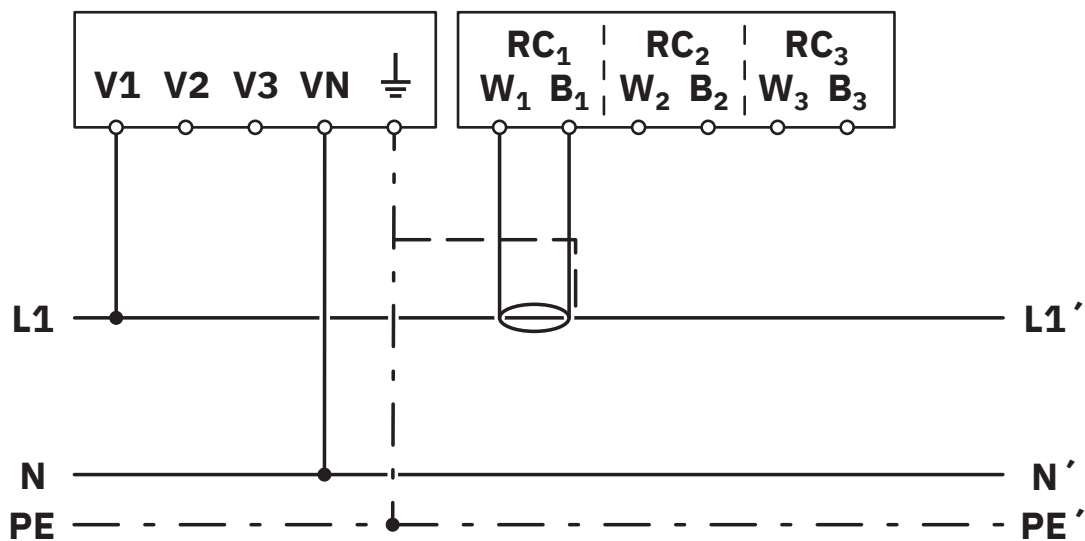 RC₁ RC₂ RC₃
V1 V2 V3 VN W₁ B₁ W₂ B₂ W₃ B₃
L1 L1´
N N´
PE PE´